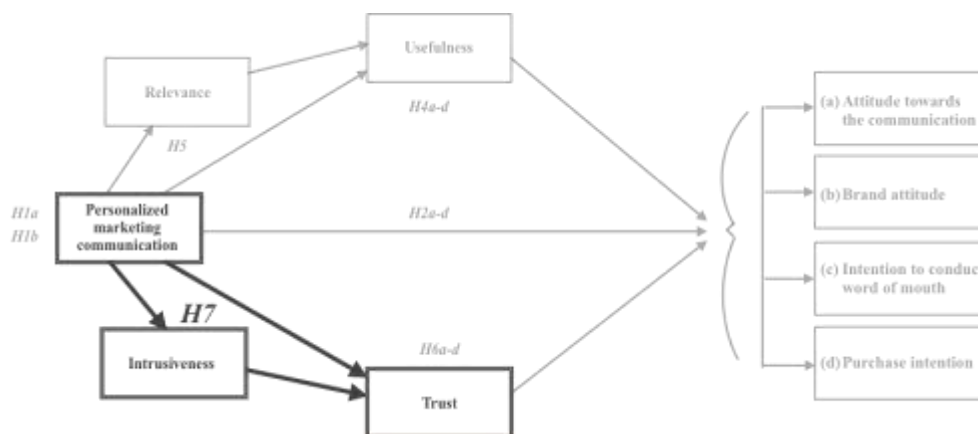 Usefulness
Relevance
H4a-d
H5
(a) Attitude towards
the communication
H1a
H1b
Personalized
marketing
communication
H2a-d
(b) Brand attitude
(c) Intention to conduc
word of mouth
H7
Intrusiveness
H6a-d
Trust
(d) Purchase intention